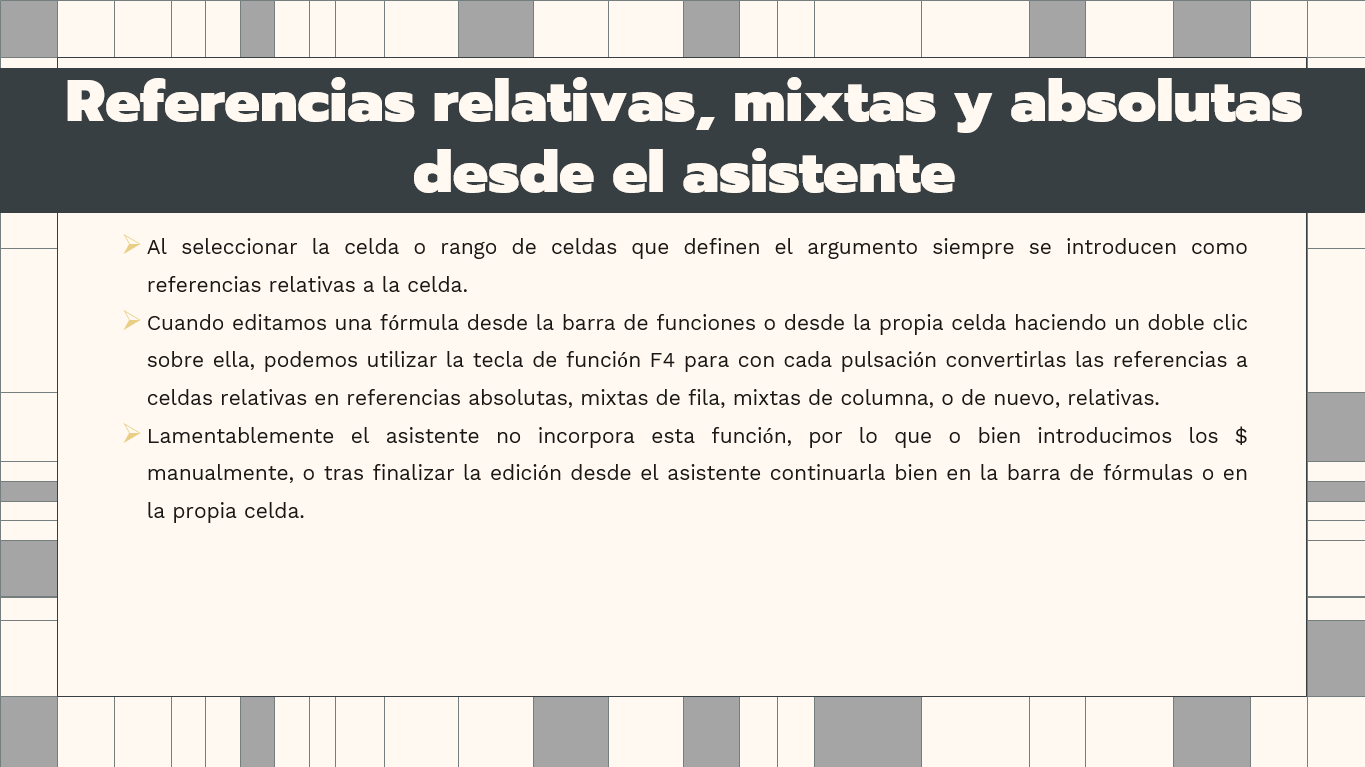 Referencias relativas, mixtas y absolutas
desde el asistente
Al seleccionar la celda o rango de celdas que definen el argumento siempre se introducen como
referencias relativas a la celda.
Cuando editamos una fórmula desde la barra de funciones o desde la propia celda haciendo un doble clic
sobre ella, podemos utilizar la tecla de función F4 para con cada pulsación convertirlas las referencias a
celdas relativas en referencias absolutas, mixtas de fila, mixtas de columna, o de nuevo, relativas.
Lamentablemente el asistente no incorpora esta función, por lo que o bien introducimos los $
manualmente, o tras finalizar la edición desde el asistente continuarla bien en la barra de fórmulas o en
la propia celda.